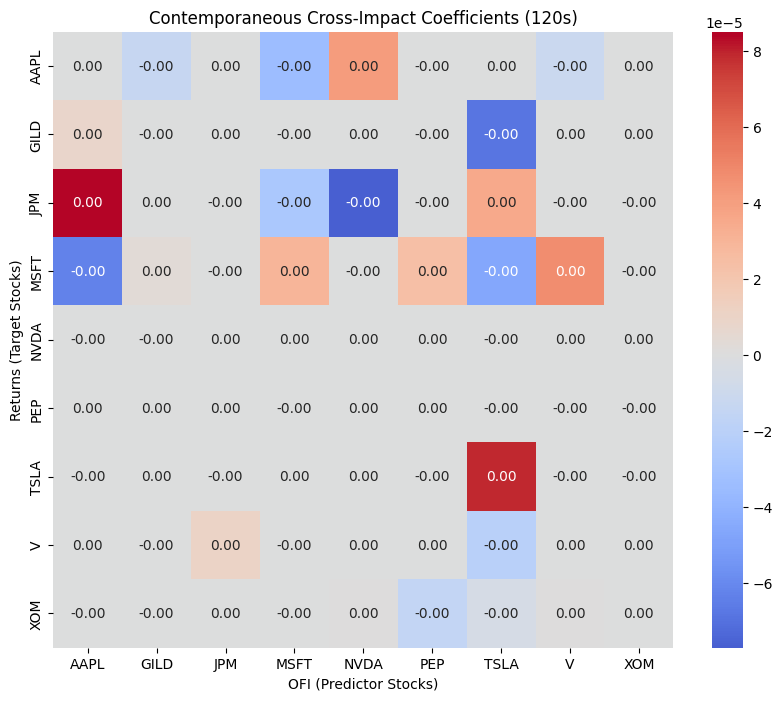 Contemporaneous Cross-Impact Coefficients (120s)
1e−5
AAPL 0.00 -0.00 0.00 -0.00 0.00 -0.00 0.00 -0.00 0.00
GILD 0.00 -0.00 0.00 -0.00 0.00 -0.00 -0.00 0.00 0.00
JPM 0.00 0.00 -0.00 -0.00 -0.00 -0.00 0.00 -0.00 -0.00
MSFT -0.00 0.00 -0.00 0.00 -0.00 0.00 -0.00 0.00 -0.00
NVDA -0.00 -0.00 0.00 -0.00 0.00 0.00 -0.00 0.00 -0.00
PEP 0.00 0.00 0.00 -0.00 0.00 0.00 -0.00 -0.00 -0.00
TSLA -0.00 0.00 -0.00 0.00 0.00 -0.00 0.00 -0.00 -0.00
V 0.00 -0.00 0.00 -0.00 0.00 0.00 -0.00 0.00 0.00
XOM -0.00 -0.00 0.00 -0.00 0.00 -0.00 -0.00 0.00 0.00
AAPL GILD JPM MSFT NVDA PEP TSLA V XOM
OFI (Predictor Stocks)
Returns (Target Stocks)
8
6
4
2
0
−2
−4
−6